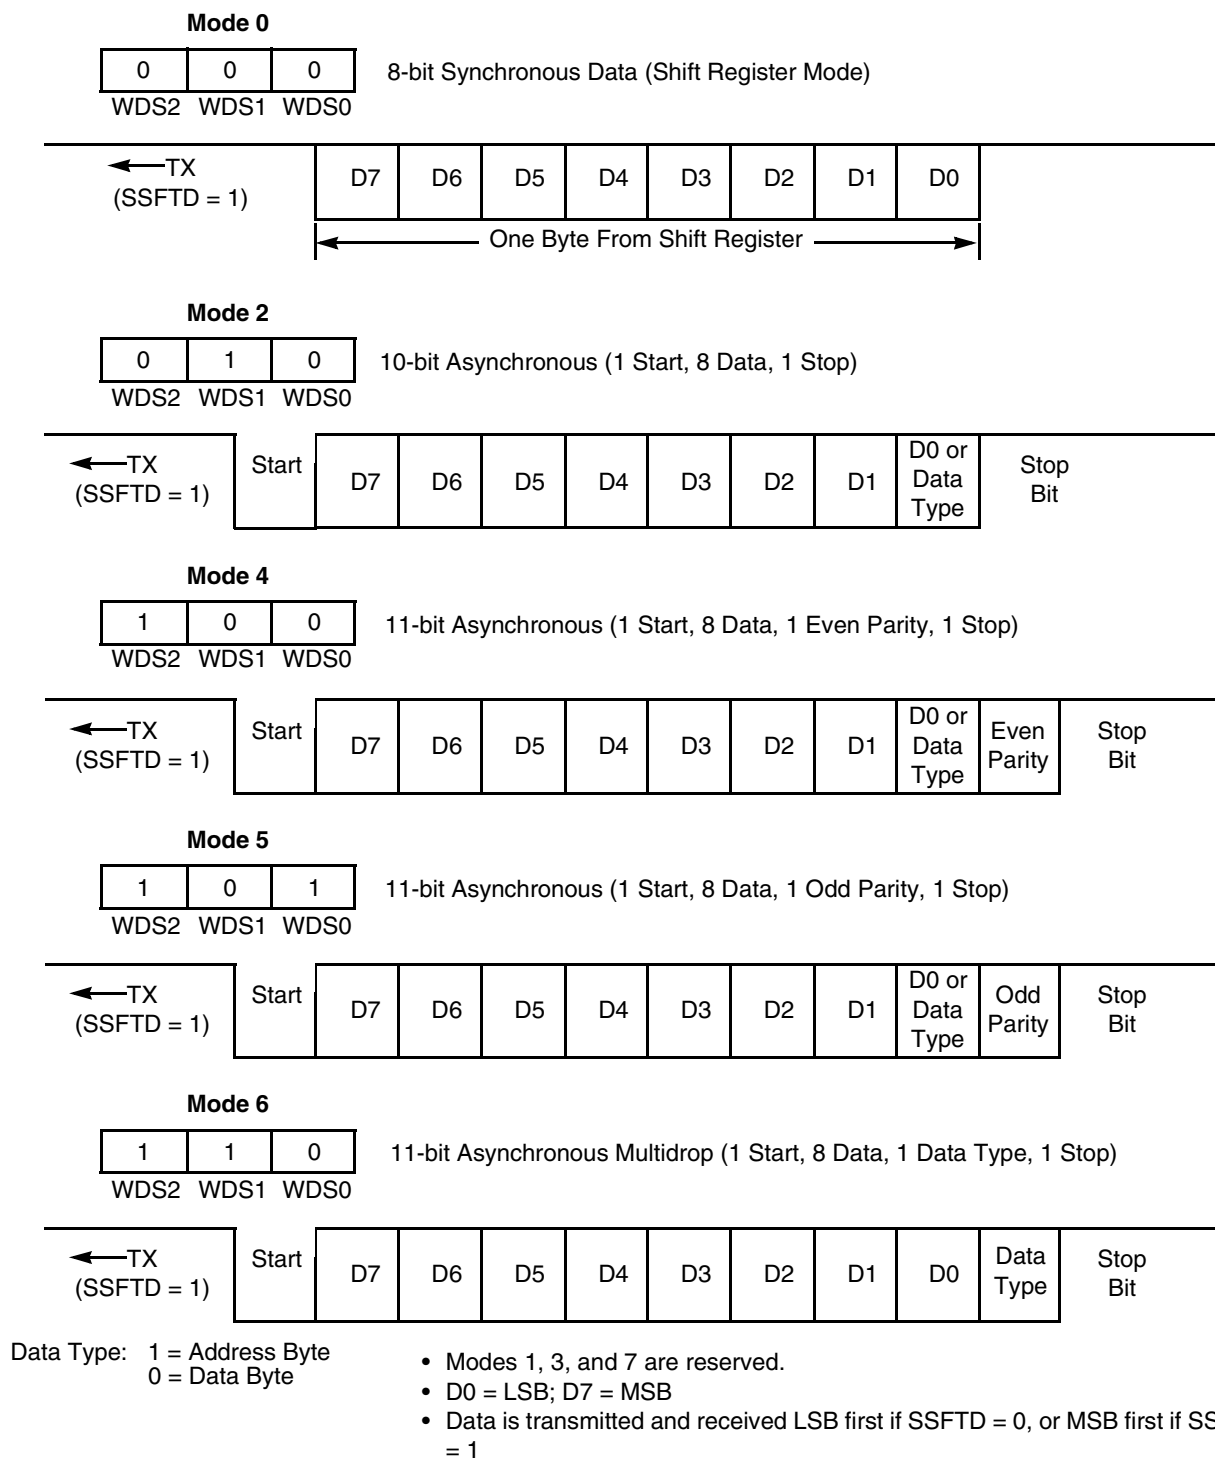 Mode 0
0 0 0 8-bit Synchronous Data (Shift Register Mode)
WDS2 WDS1 WDS0
TX
(SSFTD = 1)
D7 D6 D5 D4 D3 D2 D1 D0
One Byte From Shift Register
Mode 2
0 1 0 10-bit Asynchronous (1 Start, 8 Data, 1 Stop)
WDS2 WDS1 WDS0
TX
(SSFTD = 1)
Start D7 D6 D5 D4 D3 D2 D1
D0 or
Data
Type
Stop
Bit
Mode 4
1 0 0 11-bit Asynchronous (1 Start, 8 Data, 1 Even Parity, 1 Stop)
WDS2 WDS1 WDS0
TX
(SSFTD = 1)
Start D7 D6 D5 D4 D3 D2 D1
D0 or
Data
Type
Even
Parity
Stop
Bit
Mode 5
1 0 1 11-bit Asynchronous (1 Start, 8 Data, 1 Odd Parity, 1 Stop)
WDS2 WDS1 WDS0
TX
(SSFTD = 1)
Start D7 D6 D5 D4 D3 D2 D1
D0 or
Data
Type
Odd
Parity
Stop
Bit
Mode 6
1 1 0 11-bit Asynchronous Multidrop (1 Start, 8 Data, 1 Data Type, 1 Stop)
WDS2 WDS1 WDS0
TX
(SSFTD = 1)
Start D7 D6 D5 D4 D3 D2 D1 D0
Data
Type
Stop
Bit
Data Type: 1 = Address Byte
0 = Data Byte
• Modes 1, 3, and 7 are reserved.
• D0 = LSB; D7 = MSB
• Data is transmitted and received LSB first if SSFTD = 0, or MSB first if
= 1